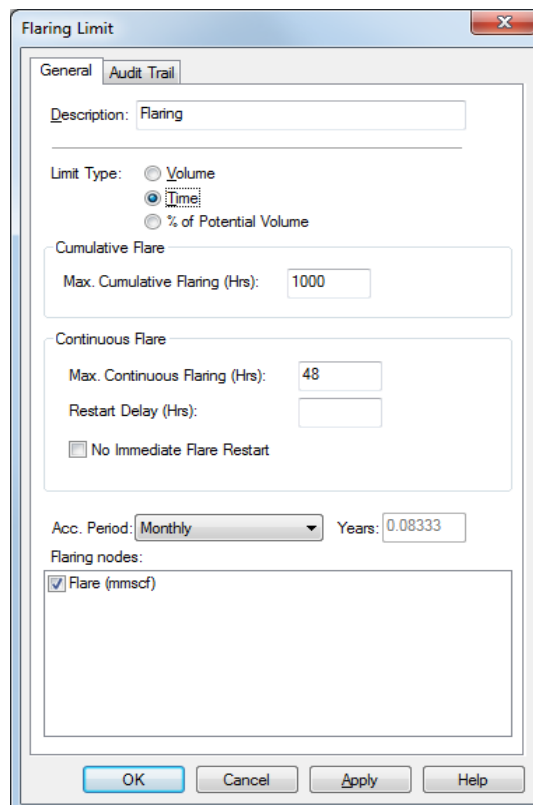 Flaring Limit
General Audit Trail
Description: Flaring
Limit Type: Volume
Time
% of Potential Volume
Cumulative Flare
Max. Cumulative Flaring (Hrs): 1000
Continuous Flare
Max. Continuous Flaring (Hrs): 48
Restart Delay (Hrs):
No Immediate Flare Restart
Acc. Period: Monthly Years: 0.08333
Flaring nodes:
Flare (mmscf)
OK Cancel Apply Help